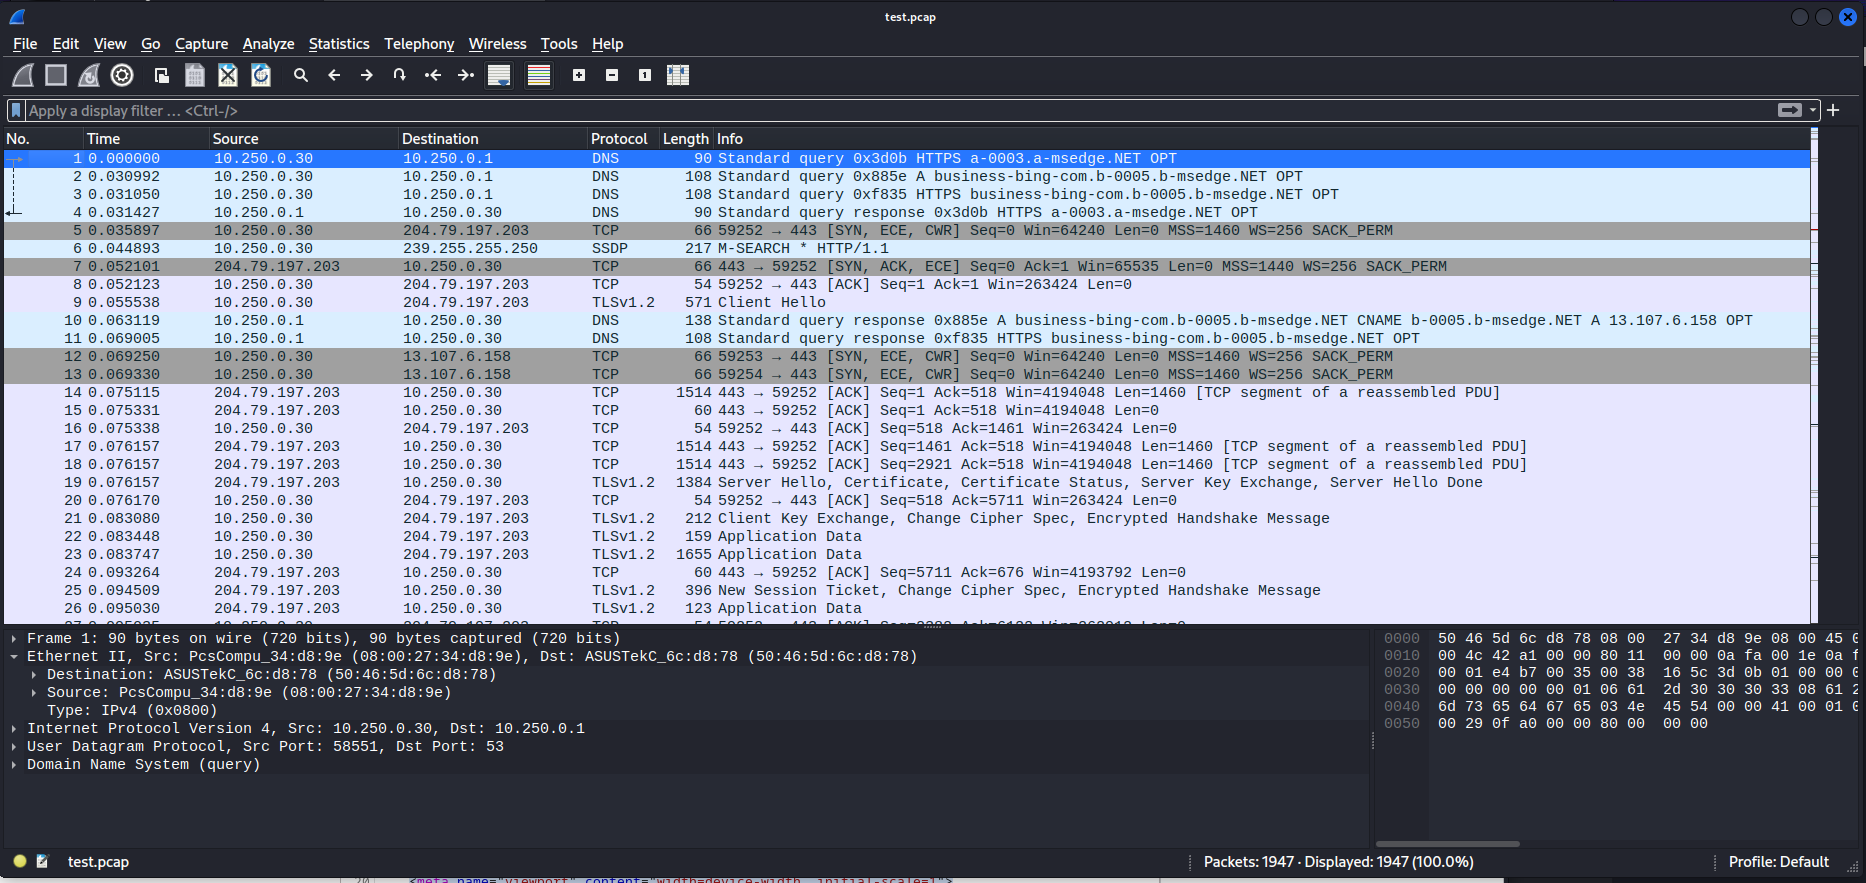 test.pcap
File Edit View Go Capture Analyze Statistics Telephony Wireless Tools Help
Apply a display filter … <Ctrl-/>
No. Time Source Destination Protocol Length Info
1 0.000000 10.250.0.30 10.250.0.1 DNS 90 Standard query 0x3d0b HTTPS a-0003.a-msedge.NET OPT
2 0.030992 10.250.0.30 10.250.0.1 DNS 108 Standard query 0x885e A business-bing-com.b-0005.b-msedge.NET OPT
3 0.031050 10.250.0.30 10.250.0.1 DNS 108 Standard query 0xf835 HTTPS business-bing-com.b-0005.b-msedge.NET OPT
4 0.031427 10.250.0.1 10.250.0.30 DNS 90 Standard query response 0x3d0b HTTPS a-0003.a-msedge.NET OPT
5 0.035897 10.250.0.30 204.79.197.203 TCP 66 59252 → 443 [SYN, ECE, CWR] Seq=0 Win=64240 Len=0 MSS=1460 WS=256 SACK_PERM
6 0.044893 10.250.0.30 239.255.255.250 SSDP 217 M-SEARCH * HTTP/1.1
7 0.052101 204.79.197.203 10.250.0.30 TCP 66 443 → 59252 [SYN, ACK, ECE] Seq=0 Ack=1 Win=65535 Len=0 MSS=1440 WS=256 SACK_PERM
8 0.052123 10.250.0.30 204.79.197.203 TCP 54 59252 → 443 [ACK] Seq=1 Ack=1 Win=263424 Len=0
9 0.055538 10.250.0.30 204.79.197.203 TLSv1.2 571 Client Hello
10 0.063119 10.250.0.1 10.250.0.30 DNS 138 Standard query response 0x885e A business-bing-com.b-0005.b-msedge.NET CNAME b-0005.b-msedge.NET A 13.107.6.158 OPT
11 0.069005 10.250.0.1 10.250.0.30 DNS 108 Standard query response 0xf835 HTTPS business-bing-com.b-0005.b-msedge.NET OPT
12 0.069250 10.250.0.30 13.107.6.158 TCP 66 59253 → 443 [SYN, ECE, CWR] Seq=0 Win=64240 Len=0 MSS=1460 WS=256 SACK_PERM
13 0.069330 10.250.0.30 13.107.6.158 TCP 66 59254 → 443 [SYN, ECE, CWR] Seq=0 Win=64240 Len=0 MSS=1460 WS=256 SACK_PERM
14 0.075115 204.79.197.203 10.250.0.30 TCP 1514 443 → 59252 [ACK] Seq=1 Ack=518 Win=4194048 Len=1460 [TCP segment of a reassembled PDU]
15 0.075331 204.79.197.203 10.250.0.30 TCP 60 443 → 59252 [ACK] Seq=1 Ack=518 Win=4194048 Len=0
16 0.075338 10.250.0.30 204.79.197.203 TCP 54 59252 → 443 [ACK] Seq=518 Ack=1461 Win=263424 Len=0
17 0.076157 204.79.197.203 10.250.0.30 TCP 1514 443 → 59252 [ACK] Seq=1461 Ack=518 Win=4194048 Len=1460 [TCP segment of a reassembled PDU]
18 0.076157 204.79.197.203 10.250.0.30 TCP 1514 443 → 59252 [ACK] Seq=2921 Ack=518 Win=4194048 Len=1460 [TCP segment of a reassembled PDU]
19 0.076157 204.79.197.203 10.250.0.30 TLSv1.2 1384 Server Hello, Certificate, Certificate Status, Server Key Exchange, Server Hello Done
20 0.076170 10.250.0.30 204.79.197.203 TCP 54 59252 → 443 [ACK] Seq=518 Ack=5711 Win=263424 Len=0
21 0.083080 10.250.0.30 204.79.197.203 TLSv1.2 212 Client Key Exchange, Change Cipher Spec, Encrypted Handshake Message
22 0.083448 10.250.0.30 204.79.197.203 TLSv1.2 159 Application Data
23 0.083747 10.250.0.30 204.79.197.203 TLSv1.2 1655 Application Data
24 0.093264 204.79.197.203 10.250.0.30 TCP 60 443 → 59252 [ACK] Seq=5711 Ack=676 Win=4193792 Len=0
25 0.094509 204.79.197.203 10.250.0.30 TLSv1.2 396 New Session Ticket, Change Cipher Spec, Encrypted Handshake Message
26 0.095030 204.79.197.203 10.250.0.30 TLSv1.2 123 Application Data
Frame 1: 90 bytes on wire (720 bits), 90 bytes captured (720 bits)
Ethernet II, Src: PcsCompu_34:d8:9e (08:00:27:34:d8:9e), Dst: ASUSTekC_6c:d8:78 (50:46:5d:6c:d8:78)
Destination: ASUSTekC_6c:d8:78 (50:46:5d:6c:d8:78)
Source: PcsCompu_34:d8:9e (08:00:27:34:d8:9e)
Type: IPv4 (0x0800)
Internet Protocol Version 4, Src: 10.250.0.30, Dst: 10.250.0.1
User Datagram Protocol, Src Port: 58551, Dst Port: 53
Domain Name System (query)
0000 50 46 5d 6c d8 78 08 00 27 34 d8 9e 08 00 45 0
0010 00 4c 42 a1 00 00 80 11 00 00 0a fa 00 1e 0a f
0020 00 01 e4 b7 00 35 00 38 16 5c 3d 0b 01 00 00 0
0030 00 00 00 00 00 01 06 61 2d 30 30 30 33 08 61 2
0040 6d 73 65 64 67 65 03 4e 45 54 00 00 41 00 01 0
0050 00 29 0f a0 00 00 80 00 00 00
test.pcap
Packets: 1947 · Displayed: 1947 (100.0%)
Profile: Default
<meta name="viewport" content="width=device-width, initial-scale=1">